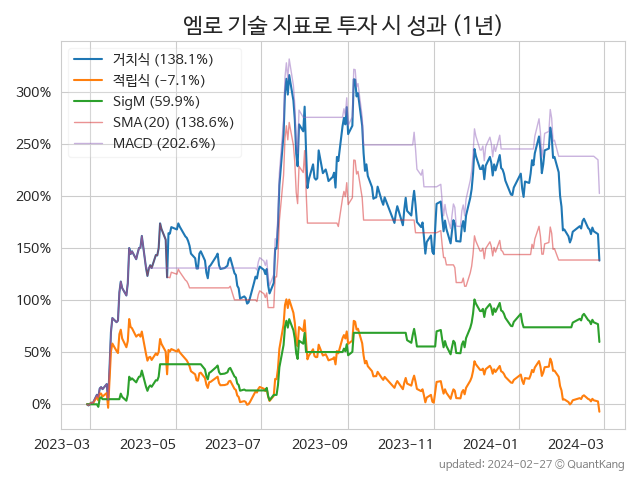 엠로 기술 지표로 투자 시 성과 (1년)
거치식 (138.1%)
적립식 (−7.1%)
SigM (59.9%)
SMA(20) (138.6%)
MACD (202.6%)
300%
250%
200%
150%
100%
50%
0%
2023-03 2023-05 2023-07 2023-09 2023-11 2024-01 2024-03
updated: 2024-02-27 © QuantKang